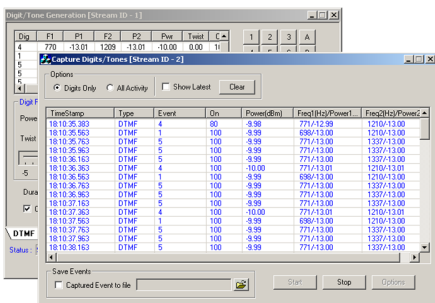 Digit/Tone Generation [Stream ID - 1]
Dig F1 P1 F2 P2 Pwr Twist
4 770 -13.01 1209 -13.01 -10.00 0.00 10
1
5
5
5
4
1 2 3 A
Digit P
Powe
Twist
-5
Dura
DTMF
Status :
Capture Digits/Tones [Stream ID - 2]
Options
Digits Only All Activity Show Latest Clear
TimeStamp Type Event On Power(dBm) Freq1(Hz)/Power1... Freq2(Hz)/Power2
18:10:35.383 DTMF 4 80 -9.98 771/-12.99 1210/-13.00
18:10:35.563 DTMF 1 100 -9.99 698/-13.00 1210/-13.00
18:10:35.763 DTMF 5 100 -9.99 771/-13.00 1337/-13.00
18:10:35.963 DTMF 5 100 -9.99 771/-13.00 1337/-13.00
18:10:36.163 DTMF 5 100 -9.99 771/-13.00 1337/-13.00
18:10:36.363 DTMF 4 100 -10.00 771/-13.01 1210/-13.01
18:10:36.563 DTMF 1 100 -9.99 698/-13.00 1210/-13.00
18:10:36.763 DTMF 5 100 -9.99 771/-13.00 1337/-13.00
18:10:36.963 DTMF 5 100 -9.99 771/-13.00 1337/-13.00
18:10:37.163 DTMF 5 100 -9.99 771/-13.00 1337/-13.00
18:10:37.363 DTMF 4 100 -10.00 771/-13.01 1210/-13.01
18:10:37.563 DTMF 1 100 -9.99 698/-13.00 1210/-13.00
18:10:37.763 DTMF 5 100 -9.99 771/-13.00 1337/-13.00
18:10:37.963 DTMF 5 100 -9.99 771/-13.00 1337/-13.00
18:10:38.163 DTMF 5 100 -9.99 771/-13.00 1337/-13.00
Save Events
Captured Event to file
Start Stop Options